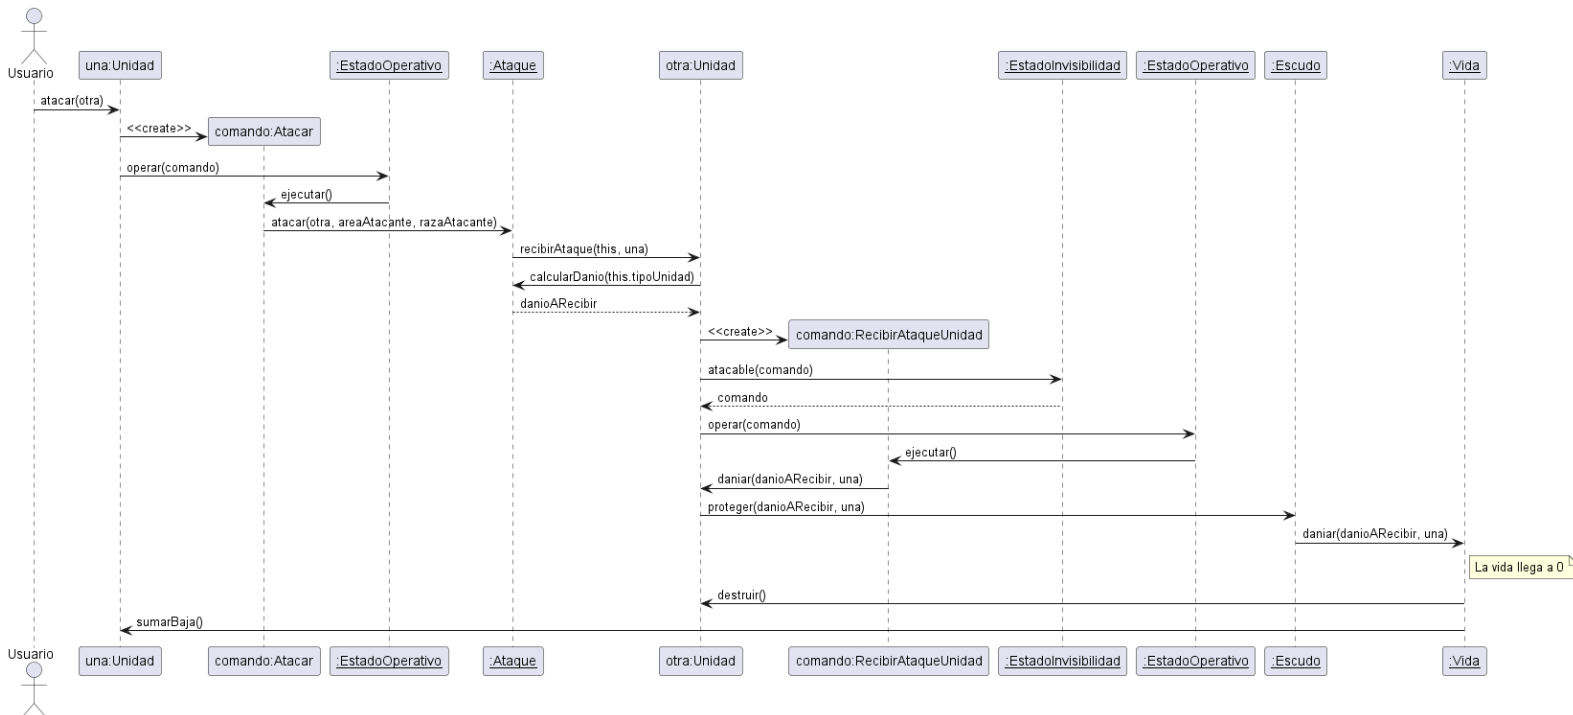 Usuario
una:Unidad
:EstadoOperativo
:Ataque
otra:Unidad
:EstadoInvisibilidad
:EstadoOperativo
:Escudo
:Vida
atacar(otra)
<<create>>
comando:Atacar
operar(comando)
ejecutar()
atacar(otra, areaAtacante, razaAtacante)
recibirAtaque(this, una)
calcularDanio(this.tipoUnidad)
danioARecibir
<<create>>
comando:RecibirAtaqueUnidad
atacable(comando)
comando
operar(comando)
ejecutar()
daniar(danioARecibir, una)
proteger(danioARecibir, una)
daniar(danioARecibir, una)
La vida llega a 0
destruir()
sumarBaja()
Usuario
una:Unidad
comando:Atacar
:EstadoOperativo
:Ataque
otra:Unidad
comando:RecibirAtaqueUnidad
:EstadoInvisibilidad
:EstadoOperativo
:Escudo
:Vida